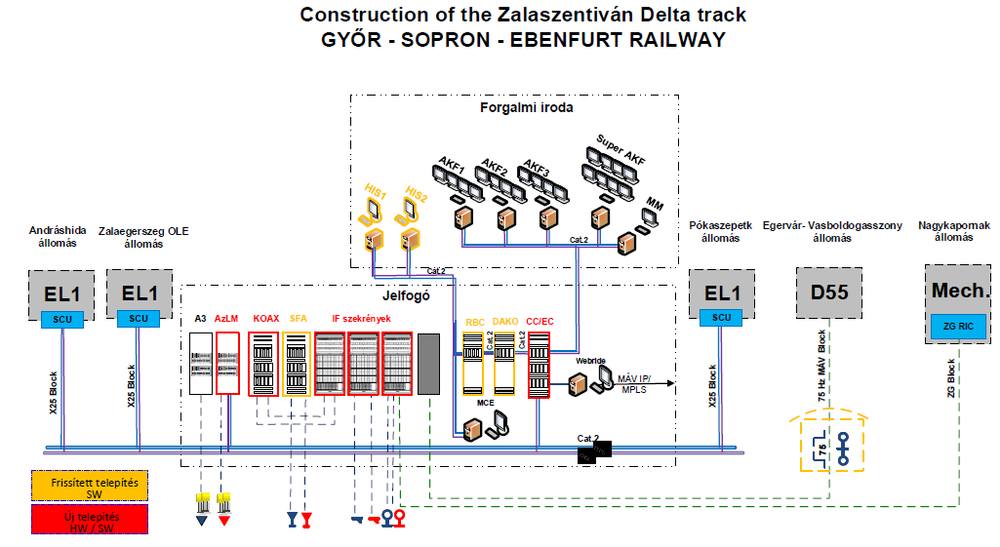 Construction of the Zalaszentiván Delta track
GYŐR - SOPRON - EBENFURT RAILWAY
Forgalmi iroda
Super AKF
AKF1
AKF2
AKF3
HIS1
HIS2
MM
Cat.2
Cat.2
Andráshida
állomás
Zalaegerszeg OLE
állomás
Pókaszepetk
állomás
Egervár- Vasboldogasszony
állomás
Nagykapornak
állomás
EL1
SCU
EL1
SCU
Jelfogó
EL1
SCU
D55
Mech.
ZG RIC
A3
AzLM
KOAX
SFA
IF szekrények
RBC
DAKO
CC/EC
Cat.2
Cat.2
Webride
MÁV IP/
MPLS
MCE
X25 Block
X25 Block
X25 Block
75 Hz MÁV Block
ZG Block
Cat.2
75
Frissített telepítés
SW
Új telepítés
HW / SW